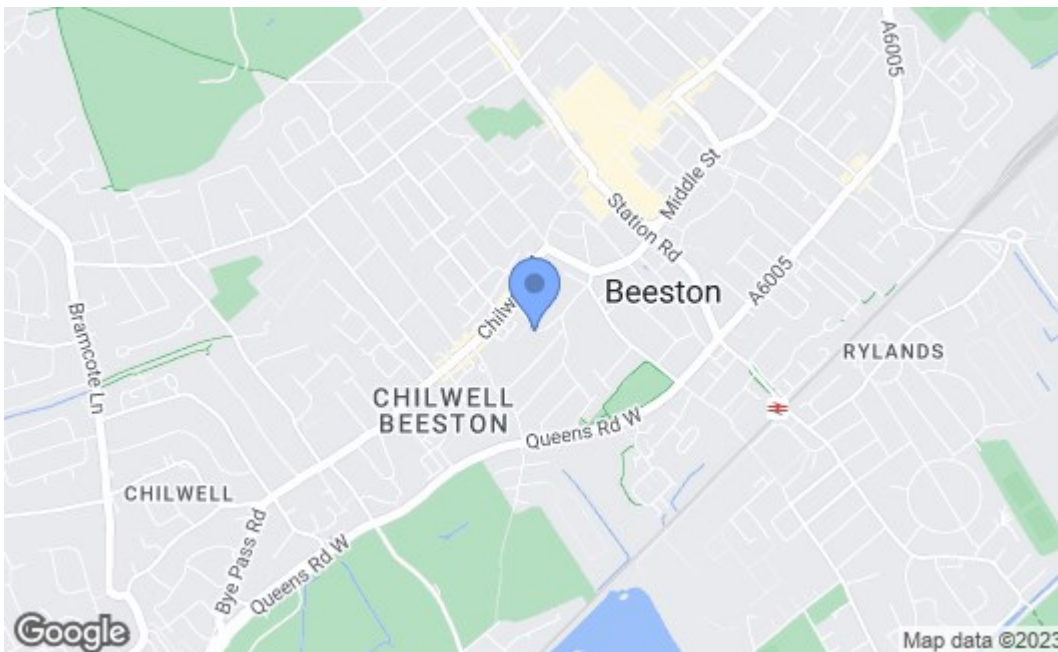 A6005
Middle St
Station Rd
Beeston
A6005
Chilw
Bramcote Ln
RYLANDS
CHILWELL
BEESTON
Queens Rd W
CHILWELL
Bye Pass Rd
Queens Rd W
Google
Map data ©2023